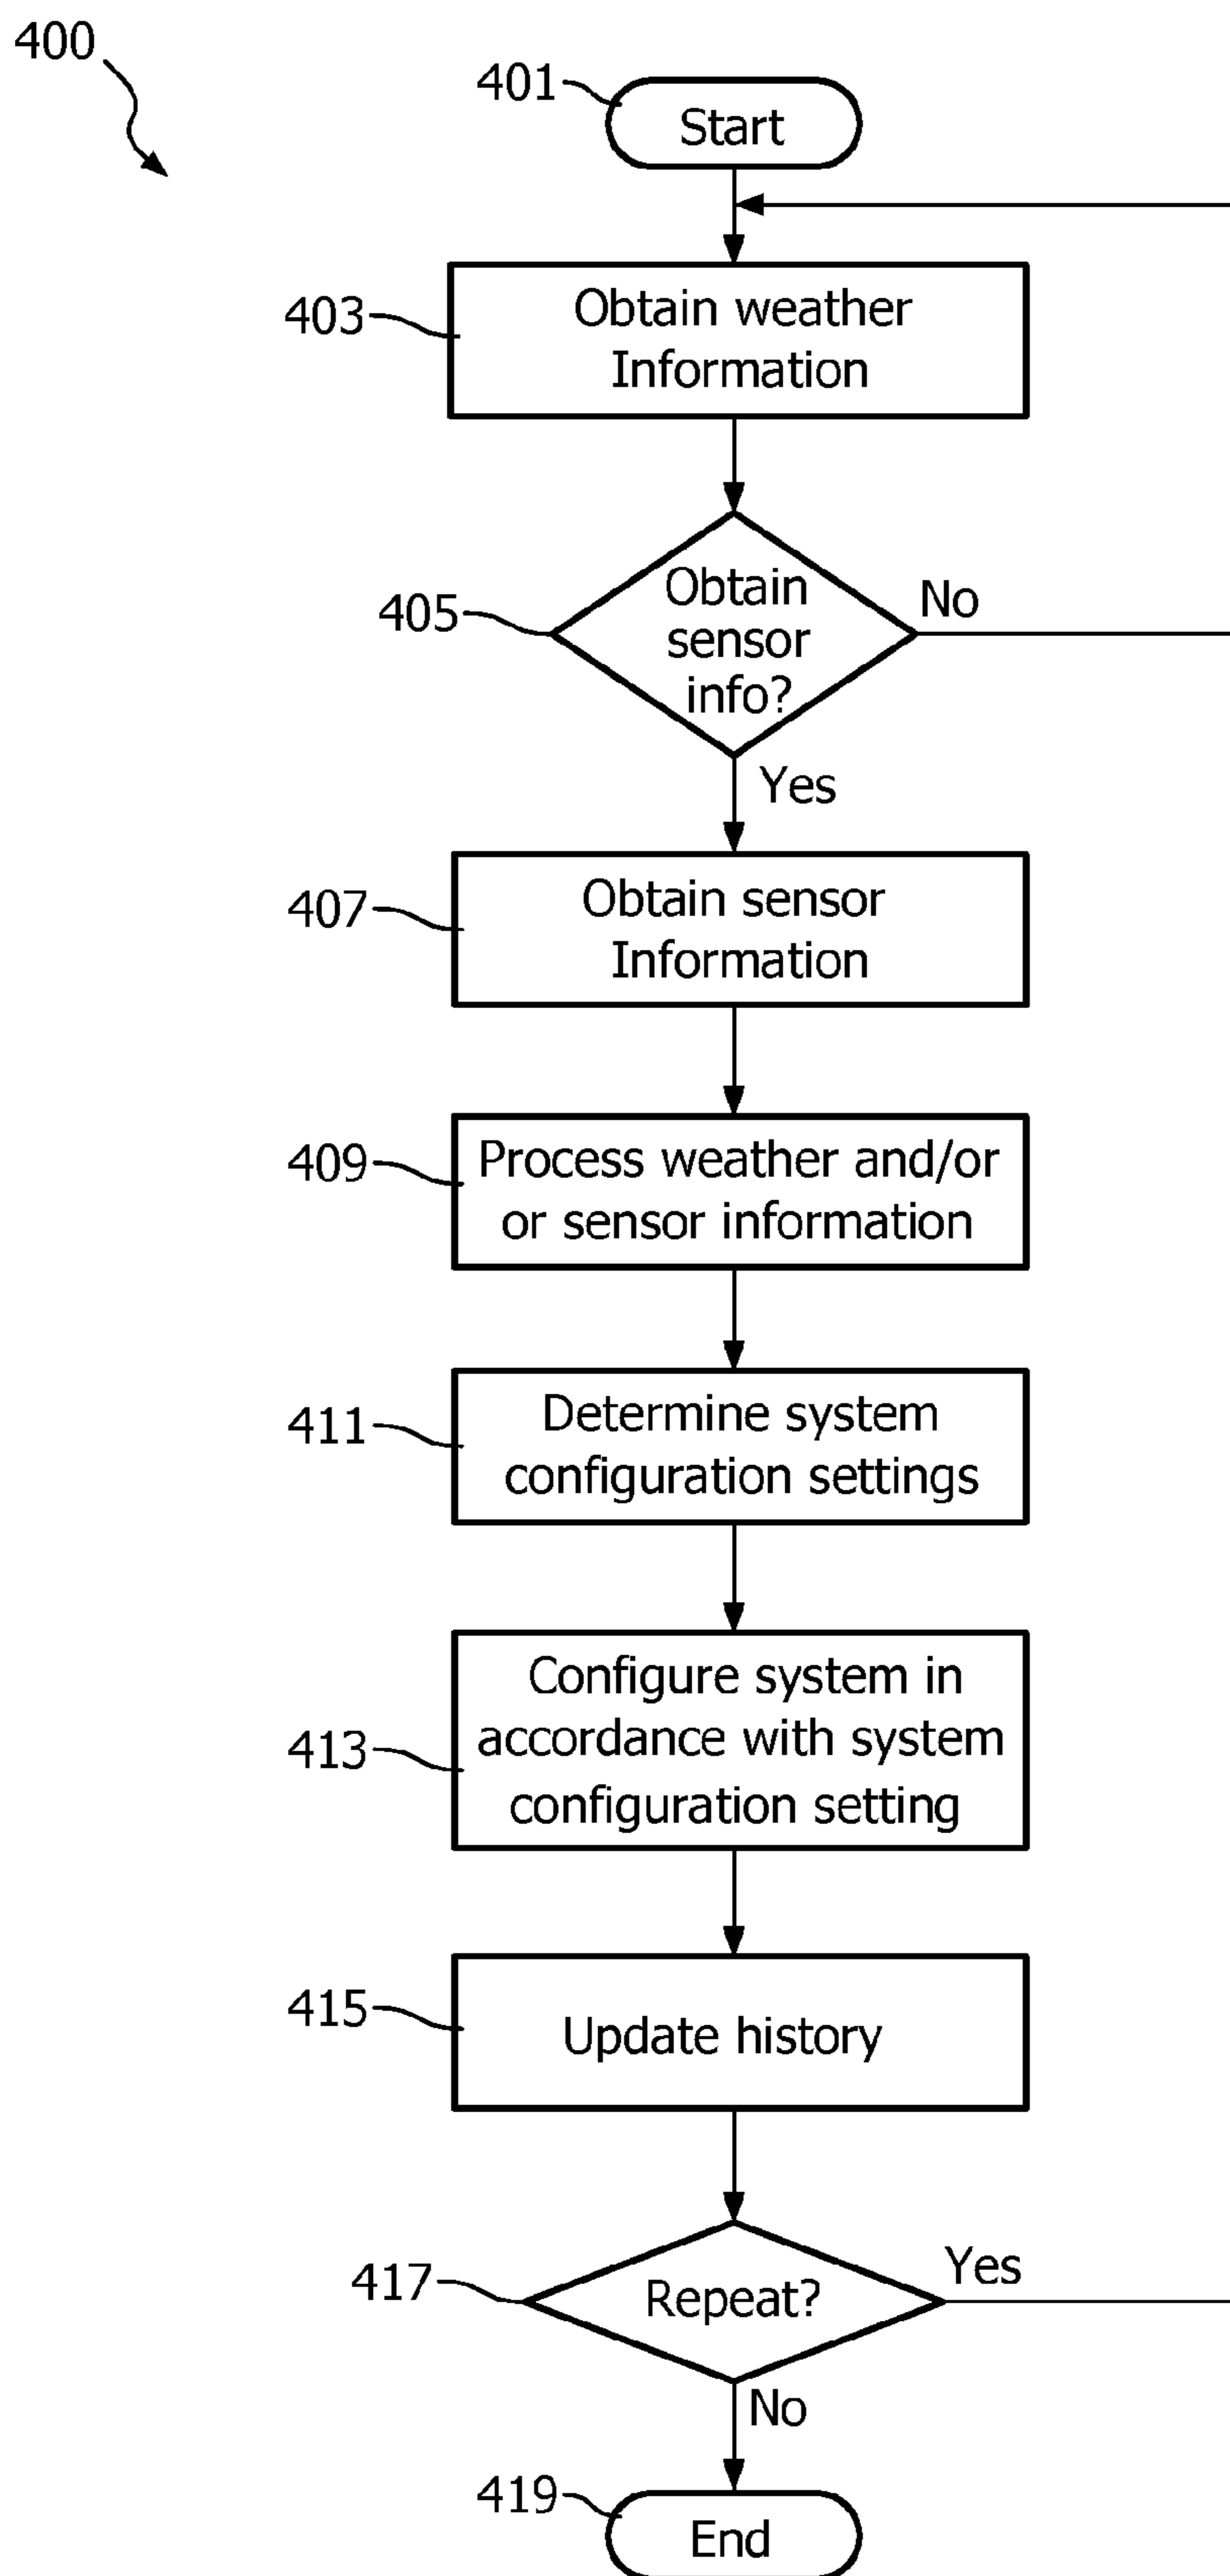 400
401
Start
403
Obtain weather
Information
405
Obtain
sensor
info?
No
Yes
407
Obtain sensor
Information
409
Process weather and/or
or sensor information
411
Determine system
configuration settings
413
Configure system in
accordance with system
configuration setting
415
Update history
417
Repeat?
Yes
No
419
End